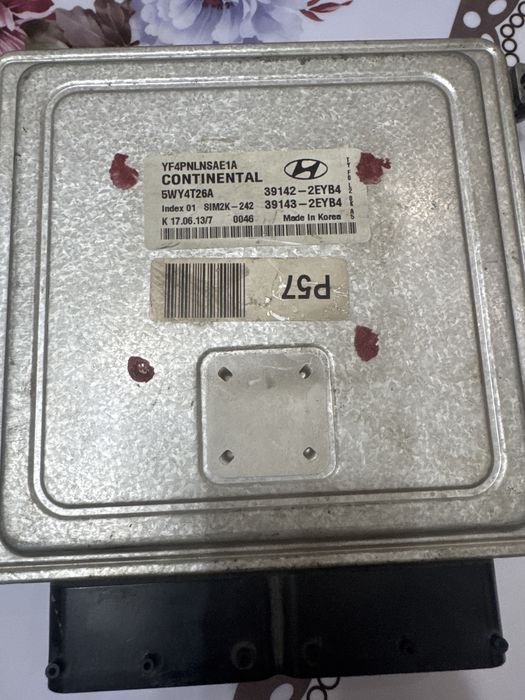 YF4PNLNSAE1A
CONTINENTAL
5WY4T26A 39142-2EYB4
Index 01 SIM2K-242 39143-2EYB4
K 17.06.13/7 0046 Made in Korea
P57